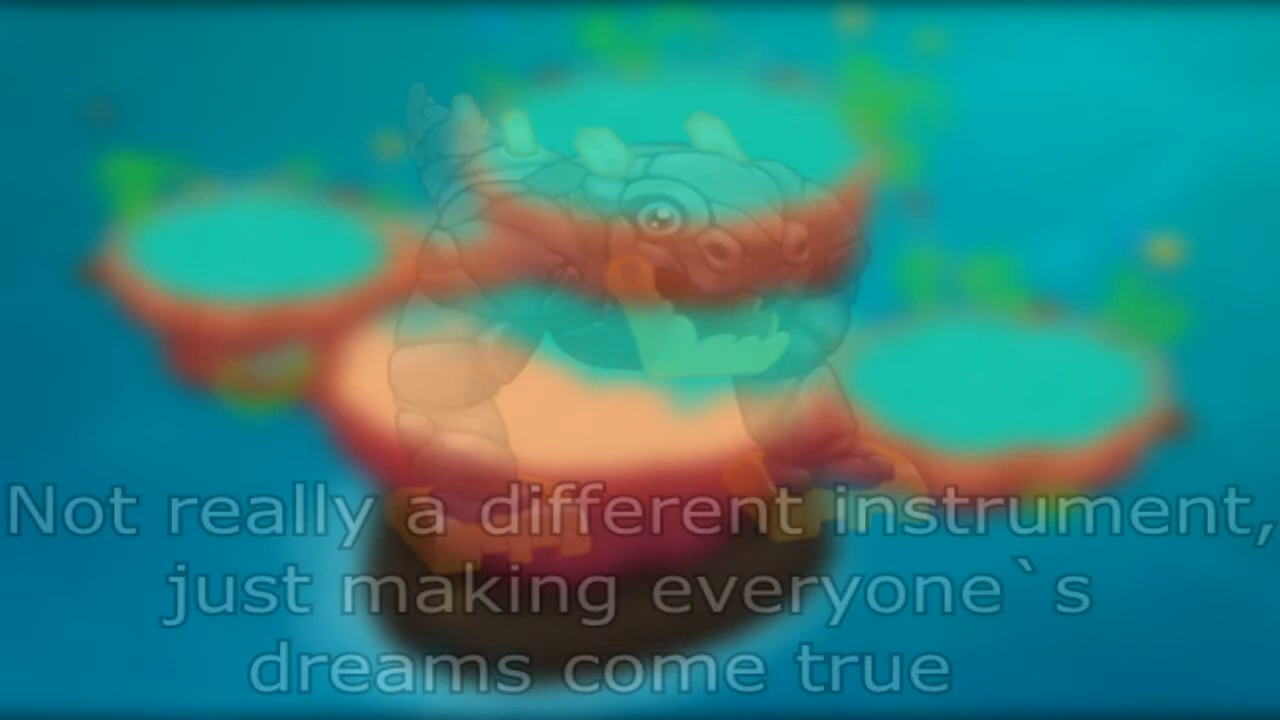 Not really a different instrument,
just making everyone`s
dreams come true